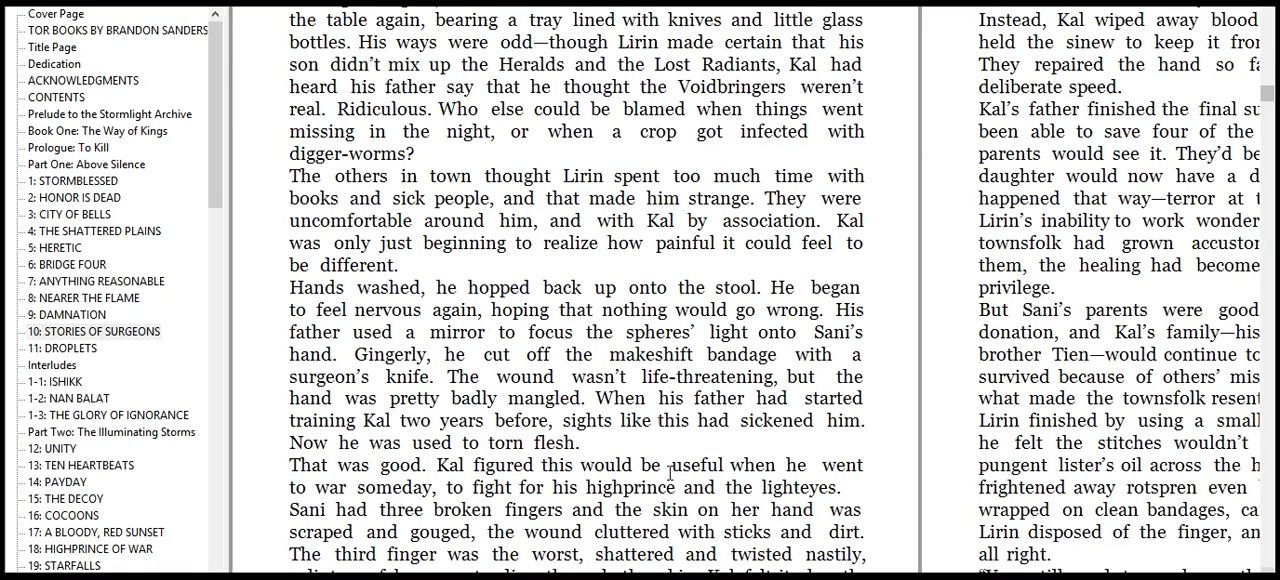 Cover Page
TOR BOOKS BY BRANDON SANDERS
Title Page
Dedication
ACKNOWLEDGMENTS
CONTENTS
Prelude to the Stormlight Archive
Book One: The Way of Kings
Prologue: To Kill
Part One: Above Silence
1: STORMBLESSED
2: HONOR IS DEAD
3: CITY OF BELLS
4: THE SHATTERED PLAINS
5: HERETIC
6: BRIDGE FOUR
7: ANYTHING REASONABLE
8: NEARER THE FLAME
9: DAMNATION
10: STORIES OF SURGEONS
11: DROPLETS
Interludes
1-1: ISHIKK
1-2: NAN BALAT
1-3: THE GLORY OF IGNORANCE
Part Two: The Illuminating Storms
12: UNITY
13: TEN HEARTBEATS
14: PAYDAY
15: THE DECOY
16: COCOONS
17: A BLOODY, RED SUNSET
18: HIGHPRINCE OF WAR
19: STARFALLS
the table again, bearing a tray lined with knives and little glass
bottles. His ways were odd—though Lirin made certain that his
son didn’t mix up the Heralds and the Lost Radiants, Kal had
heard his father say that he thought the Voidbringers weren’t
real. Ridiculous. Who else could be blamed when things went
missing in the night, or when a crop got infected with
digger-worms?
The others in town thought Lirin spent too much time with
books and sick people, and that made him strange. They were
uncomfortable around him, and with Kal by association. Kal
was only just beginning to realize how painful it could feel to
be different.
Hands washed, he hopped back up onto the stool. He began
to feel nervous again, hoping that nothing would go wrong. His
father used a mirror to focus the spheres’ light onto Sani’s
hand. Gingerly, he cut off the makeshift bandage with a
surgeon’s knife. The wound wasn’t life-threatening, but the
hand was pretty badly mangled. When his father had started
training Kal two years before, sights like this had sickened him.
Now he was used to torn flesh.
That was good. Kal figured this would be useful when he went
to war someday, to fight for his highprince and the lighteyes.
Sani had three broken fingers and the skin on her hand was
scraped and gouged, the wound cluttered with sticks and dirt.
The third finger was the worst, shattered and twisted nastily,
Instead, Kal wiped away blood
held the sinew to keep it from
They repaired the hand so fa
deliberate speed.
Kal’s father finished the final su
been able to save four of the
parents would see it. They’d be
daughter would now have a d
happened that way—terror at t
Lirin’s inability to work wonder
townsfolk had grown accustom
them, the healing had become
privilege.
But Sani’s parents were good
donation, and Kal’s family—his
brother Tien—would continue to
survived because of others’ mis
what made the townsfolk resent
Lirin finished by using a small
he felt the stitches wouldn’t
pungent lister’s oil across the h
frightened away rotspren even
wrapped on clean bandages, ca
Lirin disposed of the finger, an
all right.